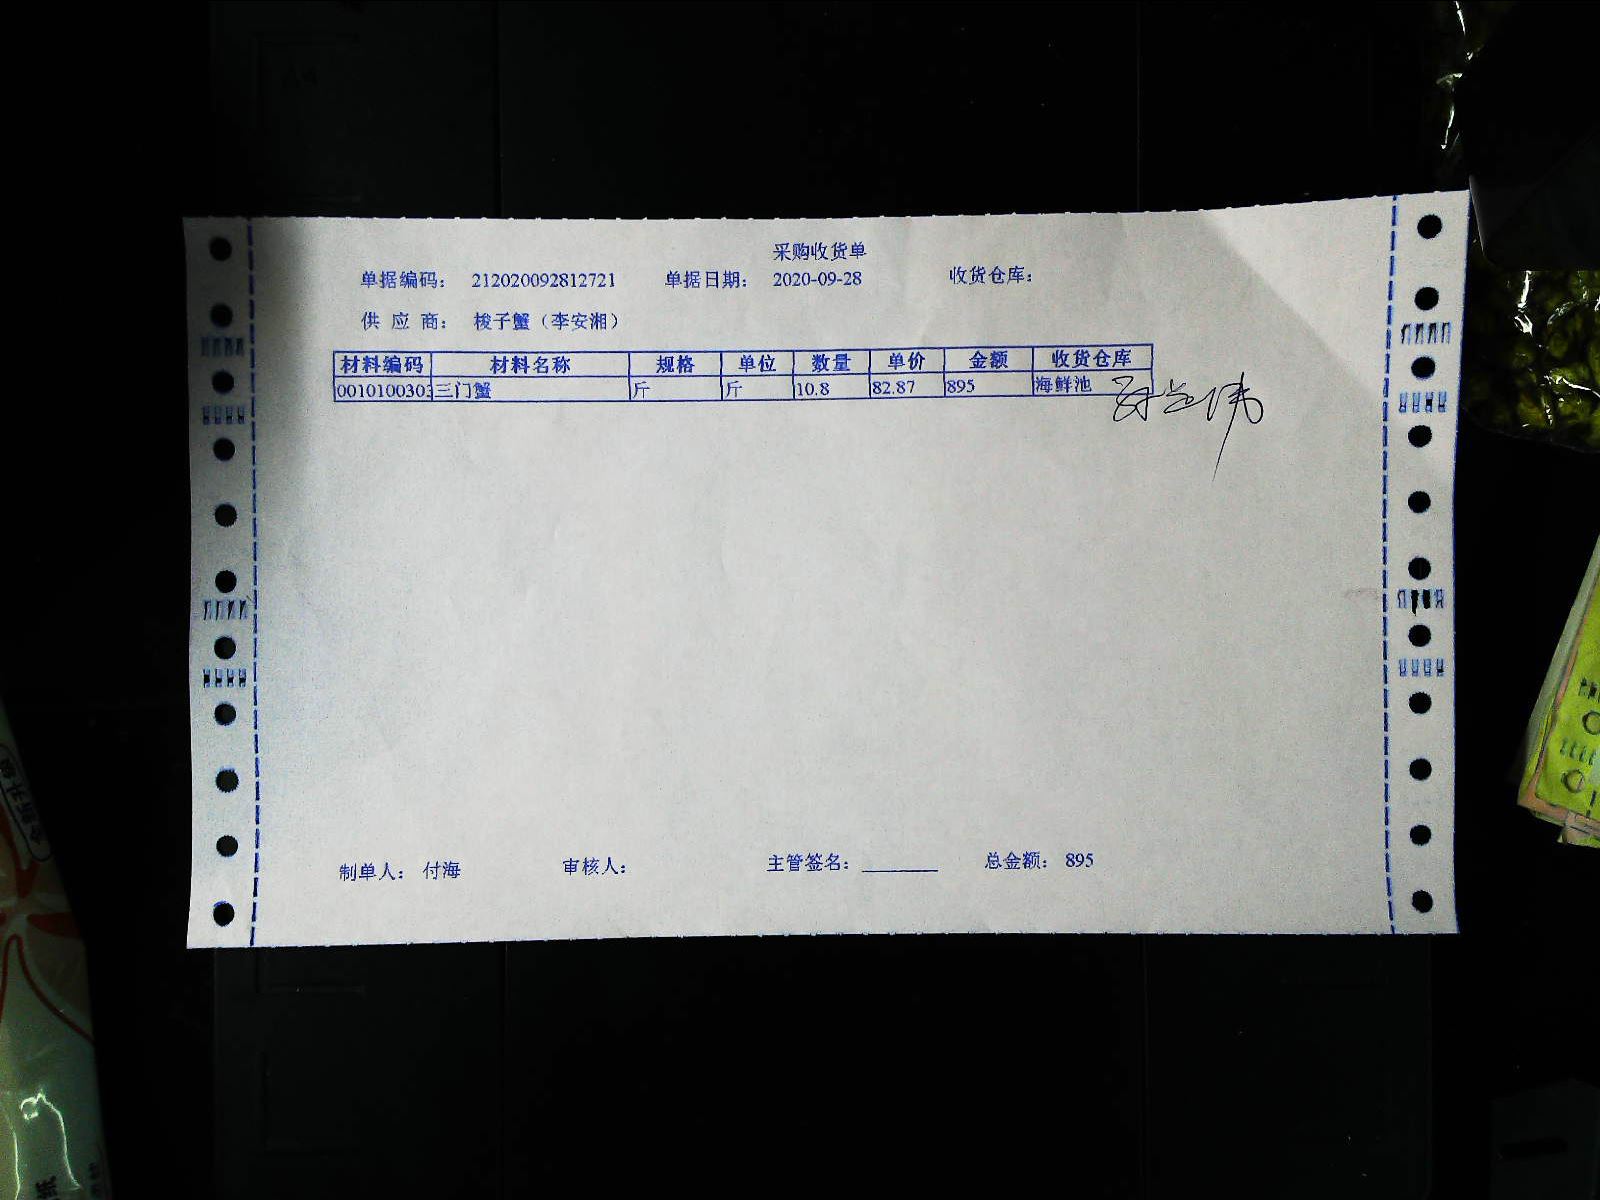 采购收货单
单据编码： 212020092812721 单据日期： 2020-09-28 收货仓库：
供 应 商： 梭子蟹（李安湘）
材料编码 材料名称 规格 单位 数量 单价 金额 收货仓库
0010100303 三门蟹 斤 斤 10.8 82.87 895 海鲜池
制单人： 付海 审核人： 主管签名：________ 总金额： 895